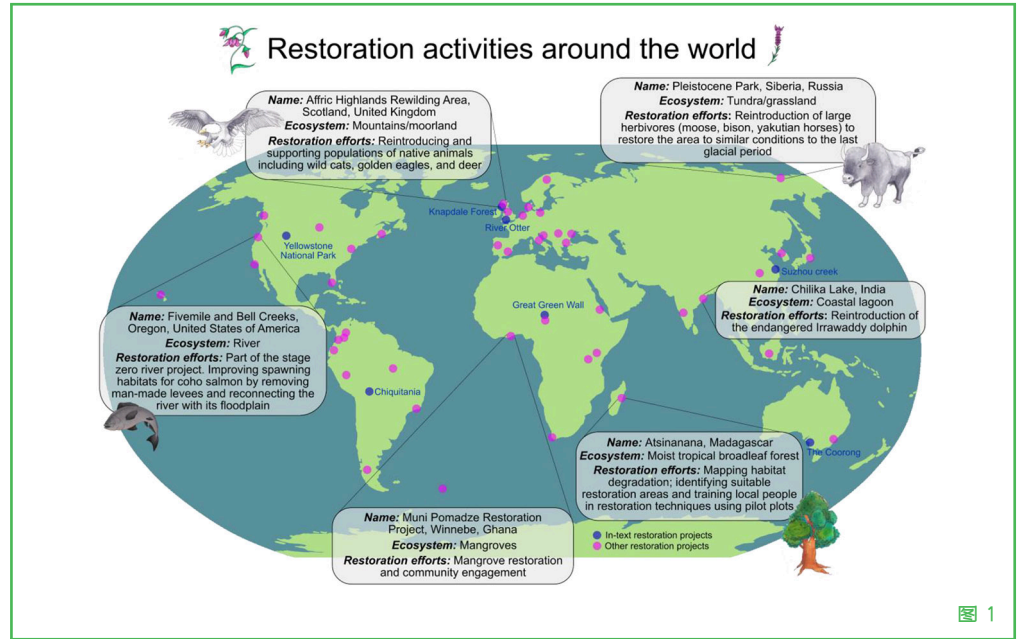 Restoration activities around the world
Name: Affric Highlands Rewilding Area,
Scotland, United Kingdom
Ecosystem: Mountains/moorland
Restoration efforts: Reintroducing and
supporting populations of native animals
including wild cats, golden eagles, and deer
Name: Pleistocene Park, Siberia, Russia
Ecosystem: Tundra/grassland
Restoration efforts: Reintroduction of large
herbivores (moose, bison, yakutian horses) to
restore the area to similar conditions to the last
glacial period
Knapdale Forest
River Otter
Yellowstone
National Park
Suzhou creek
Great Green Wall
Name: Chilika Lake, India
Ecosystem: Coastal lagoon
Restoration efforts: Reintroduction of
the endangered Irrawaddy dolphin
Name: Fivemile and Bell Creeks,
Oregon, United States of America
Ecosystem: River
Restoration efforts: Part of the stage
zero river project. Improving spawning
habitats for coho salmon by removing
man-made levees and reconnecting the
river with its floodplain
Chiquitania
Name: Atsinanana, Madagascar
Ecosystem: Moist tropical broadleaf forest
Restoration efforts: Mapping habitat
degradation; identifying suitable
restoration areas and training local people
in restoration techniques using pilot plots
The Coorong
Name: Muni Pomadze Restoration
Project, Winnebe, Ghana
Ecosystem: Mangroves
Restoration efforts: Mangrove restoration
and community engagement
In-text restoration projects
Other restoration projects
图 1